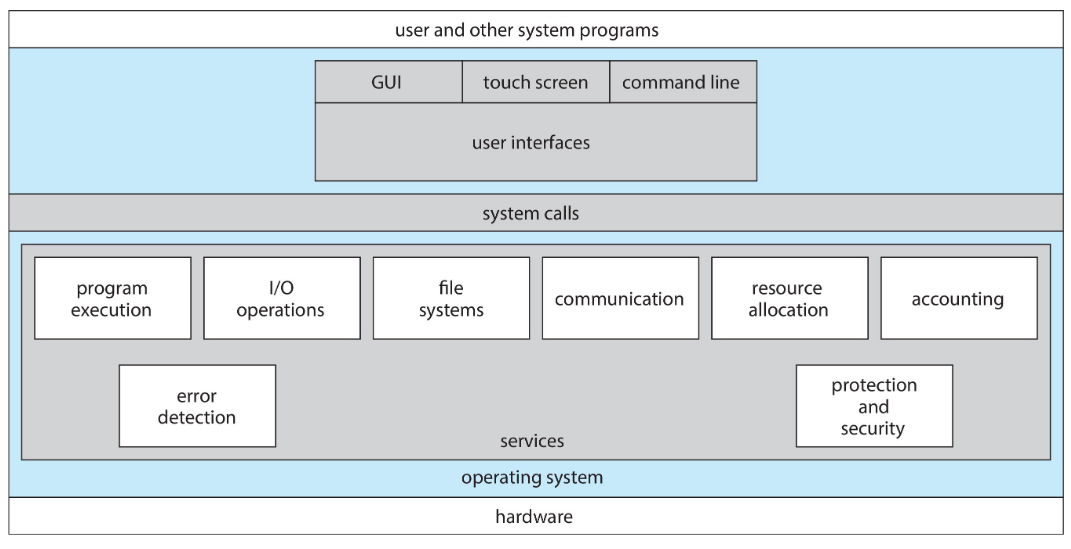 user and other system programs
GUI
touch screen
command line
user interfaces
system calls
program
execution
I/O
operations
file
systems
communication
resource
allocation
accounting
error
detection
protection
and
security
services
operating system
hardware